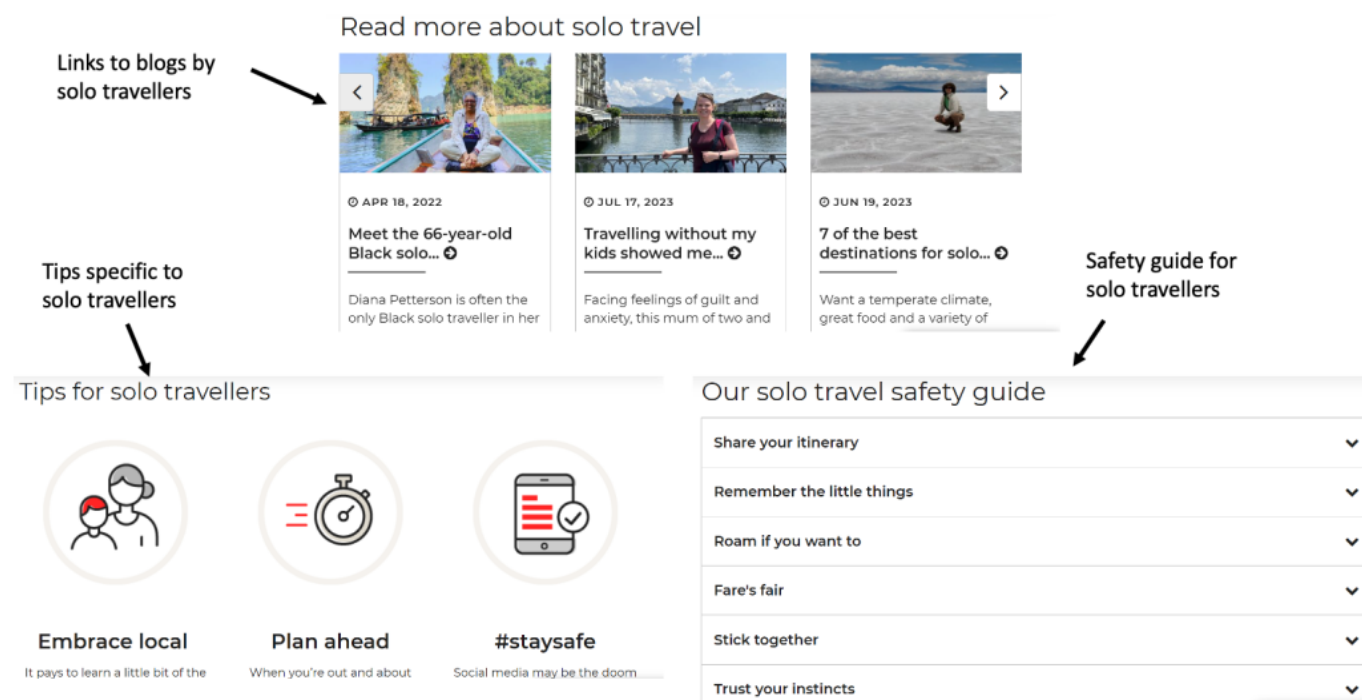 Read more about solo travel
Links to blogs by
solo travellers
APR 18, 2022
Meet the 66-year-old
Black solo...
Diana Petterson is often the
only Black solo traveller in her
JUL 17, 2023
Travelling without my
kids showed me...
Facing feelings of guilt and
anxiety, this mum of two and
JUN 19, 2023
7 of the best
destinations for solo...
Want a temperate climate,
great food and a variety of
Tips specific to
solo travellers
Safety guide for
solo travellers
Tips for solo travellers
Embrace local
It pays to learn a little bit of the
Plan ahead
When you're out and about
#staysafe
Social media may be the doom
Our solo travel safety guide
Share your itinerary
Remember the little things
Roam if you want to
Fare's fair
Stick together
Trust your instincts